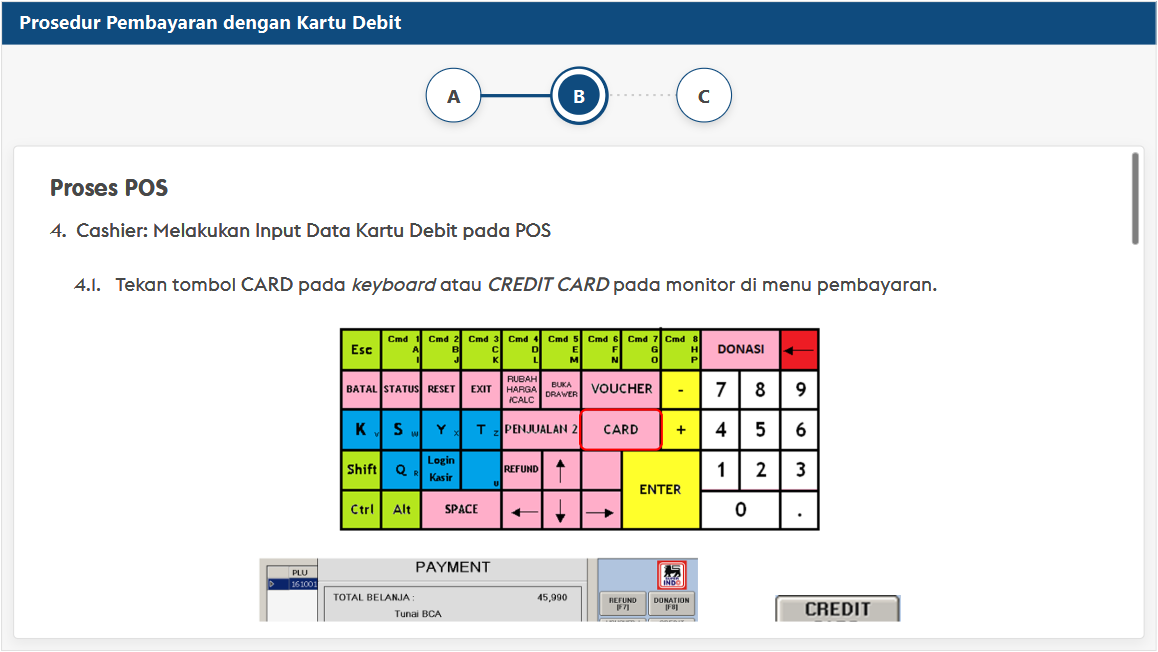 Prosedur Pembayaran dengan Kartu Debit
A B C
Proses POS
4. Cashier: Melakukan Input Data Kartu Debit pada POS
4.1. Tekan tombol CARD pada keyboard atau CREDIT CARD pada monitor di menu pembayaran.
Esc Cmd 1 A I Cmd 2 B J Cmd 3 C K Cmd 4 D L Cmd 5 E M Cmd 6 F N Cmd 7 G O Cmd 8 H P DONASI ←
BATAL STATUS RESET EXIT RUBAH HARGA /CALC BUKA DRAWER VOUCHER - 7 8 9
K V S W Y X T Z PENJUALAN 2 CARD + 4 5 6
Shift Q R Login Kasir U REFUND ↑ 1 2 3
ENTER
Ctrl Alt SPACE ← ↓ → 0 .
PLU PAYMENT SUPER INDO
161001 TOTAL BELANJA : 45,990 REFUND [F7] DONATION [F8] CREDIT
Tunai BCA